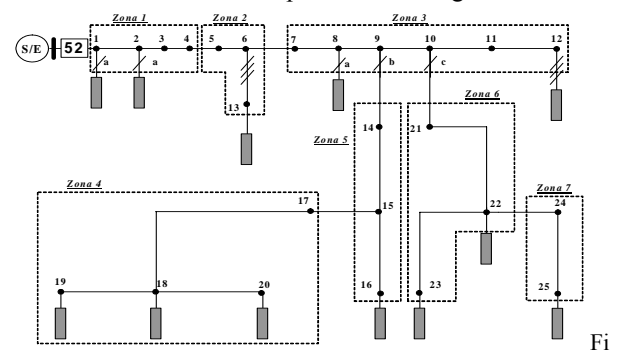 Zona 1 Zona 2 Zona 3
S/E 52 1 2 3 4 5 6 7 8 9 10 11 12
a a a b c
13 Zona 6
14 21
Zona 5
Zona 4 Zona 7
17 15 22 24
19 18 20 16 23 25
Fi